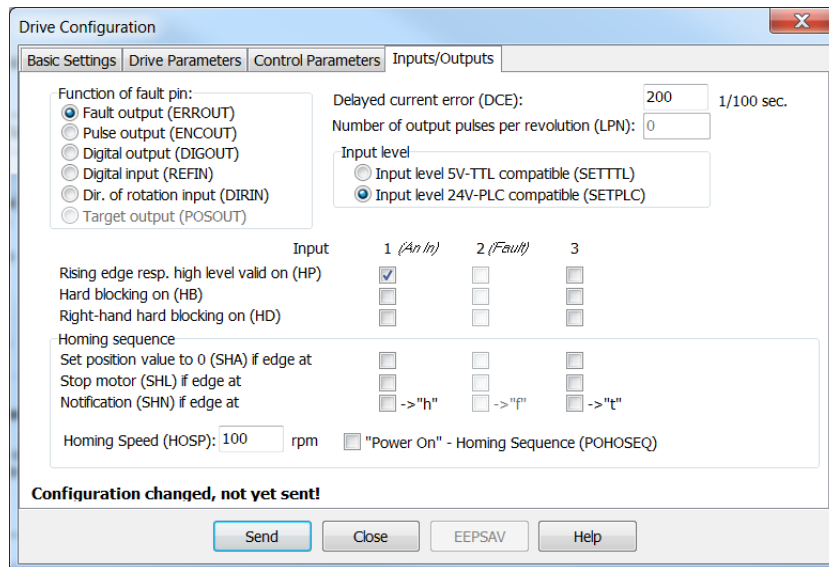 Drive Configuration
Basic Settings Drive Parameters Control Parameters Inputs/Outputs
Function of fault pin:
Fault output (ERROUT)
Pulse output (ENCOUT)
Digital output (DIGOUT)
Digital input (REFIN)
Dir. of rotation input (DIRIN)
Target output (POSOUT)
Delayed current error (DCE): 200 1/100 sec.
Number of output pulses per revolution (LPN): 0
Input level
Input level 5V-TTL compatible (SETTTL)
Input level 24V-PLC compatible (SETPLC)
Input 1 (An In) 2 (Fault) 3
Rising edge resp. high level valid on (HP)
Hard blocking on (HB)
Right-hand hard blocking on (HD)
Homing sequence
Set position value to 0 (SHA) if edge at
Stop motor (SHL) if edge at
Notification (SHN) if edge at ->"h" ->"f" ->"t"
Homing Speed (HOSP): 100 rpm "Power On" - Homing Sequence (POHOSEQ)
Configuration changed, not yet sent!
Send Close EEPSAV Help